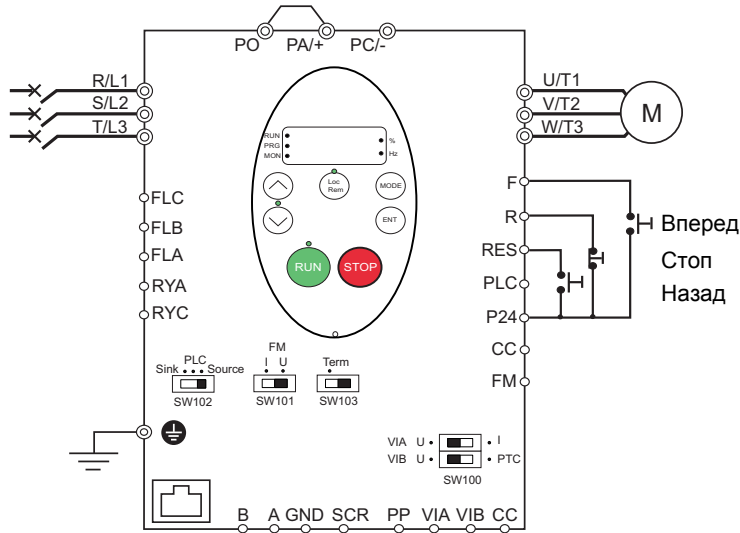 PO PA/+ PC/-
R/L1
S/L2
T/L3
U/T1
V/T2
W/T3
M
RUN
PRG
MON
%
Hz
Loc
Rem
MODE
ENT
RUN
STOP
FLC
FLB
FLA
RYA
RYC
F
R
RES
PLC
P24
CC
FM
Вперед
Стоп
Назад
PLC
Sink Source
SW102
FM
I U
SW101
Term
SW103
VIA U I
VIB U PTC
SW100
B A GND SCR PP VIA VIB CC